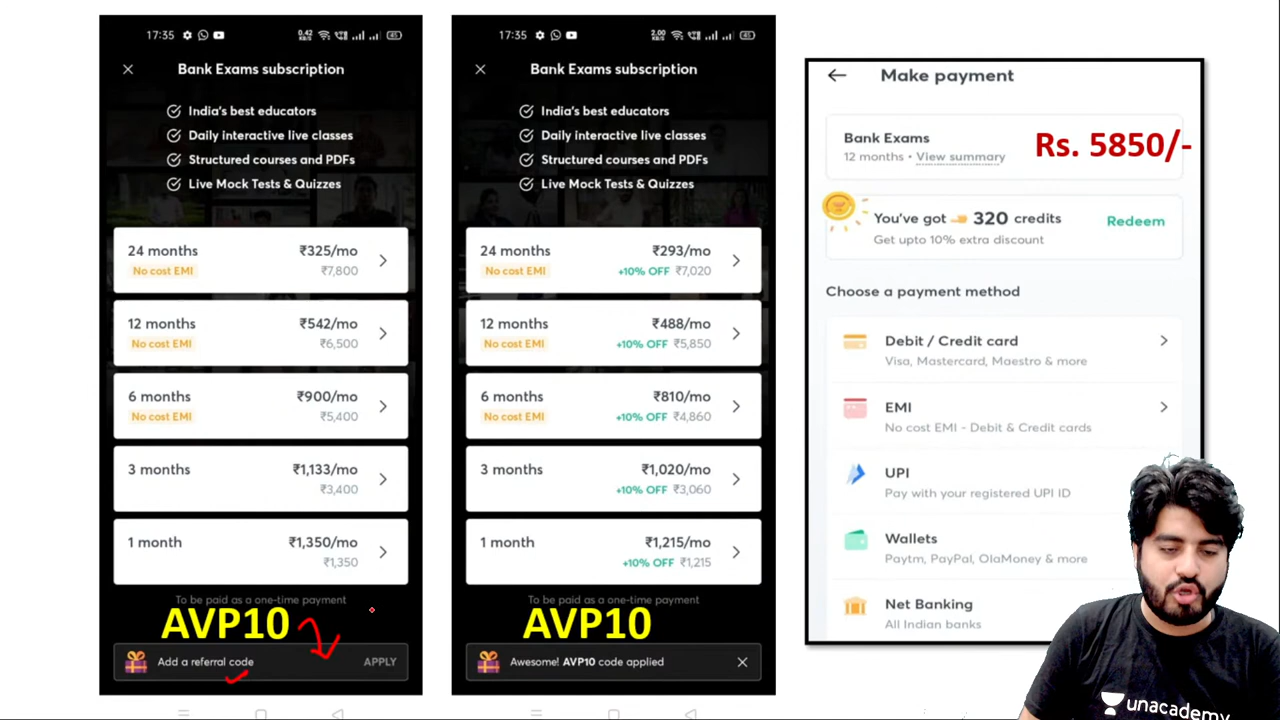 17:35 0.42 KB/S 45
Bank Exams subscription
India's best educators
Daily interactive live classes
Structured courses and PDFs
Live Mock Tests & Quizzes
24 months ₹325/mo
No cost EMI ₹7,800
12 months ₹542/mo
No cost EMI ₹6,500
6 months ₹900/mo
No cost EMI ₹5,400
3 months ₹1,133/mo
₹3,400
1 month ₹1,350/mo
₹1,350
To be paid as a one-time payment
AVP10
Add a referral code APPLY
17:35 2.00 KB/S 45
Bank Exams subscription
India's best educators
Daily interactive live classes
Structured courses and PDFs
Live Mock Tests & Quizzes
24 months ₹293/mo
No cost EMI +10% OFF ₹7,020
12 months ₹488/mo
No cost EMI +10% OFF ₹5,850
6 months ₹810/mo
No cost EMI +10% OFF ₹4,860
3 months ₹1,020/mo
+10% OFF ₹3,060
1 month ₹1,215/mo
+10% OFF ₹1,215
To be paid as a one-time payment
AVP10
Awesome! AVP10 code applied
Make payment
Bank Exams
12 months • View summary
Rs. 5850/-
You've got 320 credits
Get upto 10% extra discount
Redeem
Choose a payment method
Debit / Credit card
Visa, Mastercard, Maestro & more
EMI
No cost EMI - Debit & Credit cards
UPI
Pay with your registered UPI ID
Wallets
Paytm, PayPal, OlaMoney & more
Net Banking
All Indian banks
unacademy